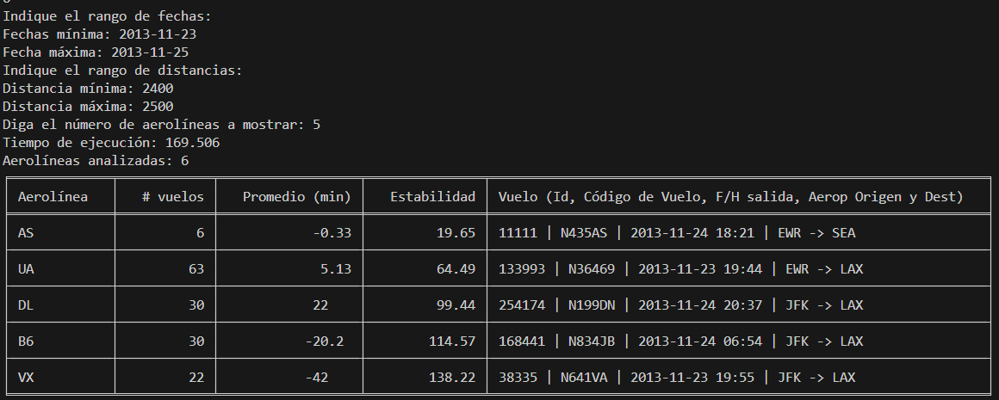 Indique el rango de fechas:
Fechas mínima: 2013-11-23
Fecha máxima: 2013-11-25
Indique el rango de distancias:
Distancia mínima: 2400
Distancia máxima: 2500
Diga el número de aerolíneas a mostrar: 5
Tiempo de ejecución: 169.506
Aerolíneas analizadas: 6
Aerolínea | # vuelos | Promedio (min) | Estabilidad | Vuelo (Id, Código de Vuelo, F/H salida, Aerop Origen y Dest)
AS | 6 | -0.33 | 19.65 | 11111 | N435AS | 2013-11-24 18:21 | EWR -> SEA
UA | 63 | 5.13 | 64.49 | 133993 | N36469 | 2013-11-23 19:44 | EWR -> LAX
DL | 30 | 22 | 99.44 | 254174 | N199DN | 2013-11-24 20:37 | JFK -> LAX
B6 | 30 | -20.2 | 114.57 | 168441 | N834JB | 2013-11-24 06:54 | JFK -> LAX
VX | 22 | -42 | 138.22 | 38335 | N641VA | 2013-11-23 19:55 | JFK -> LAX